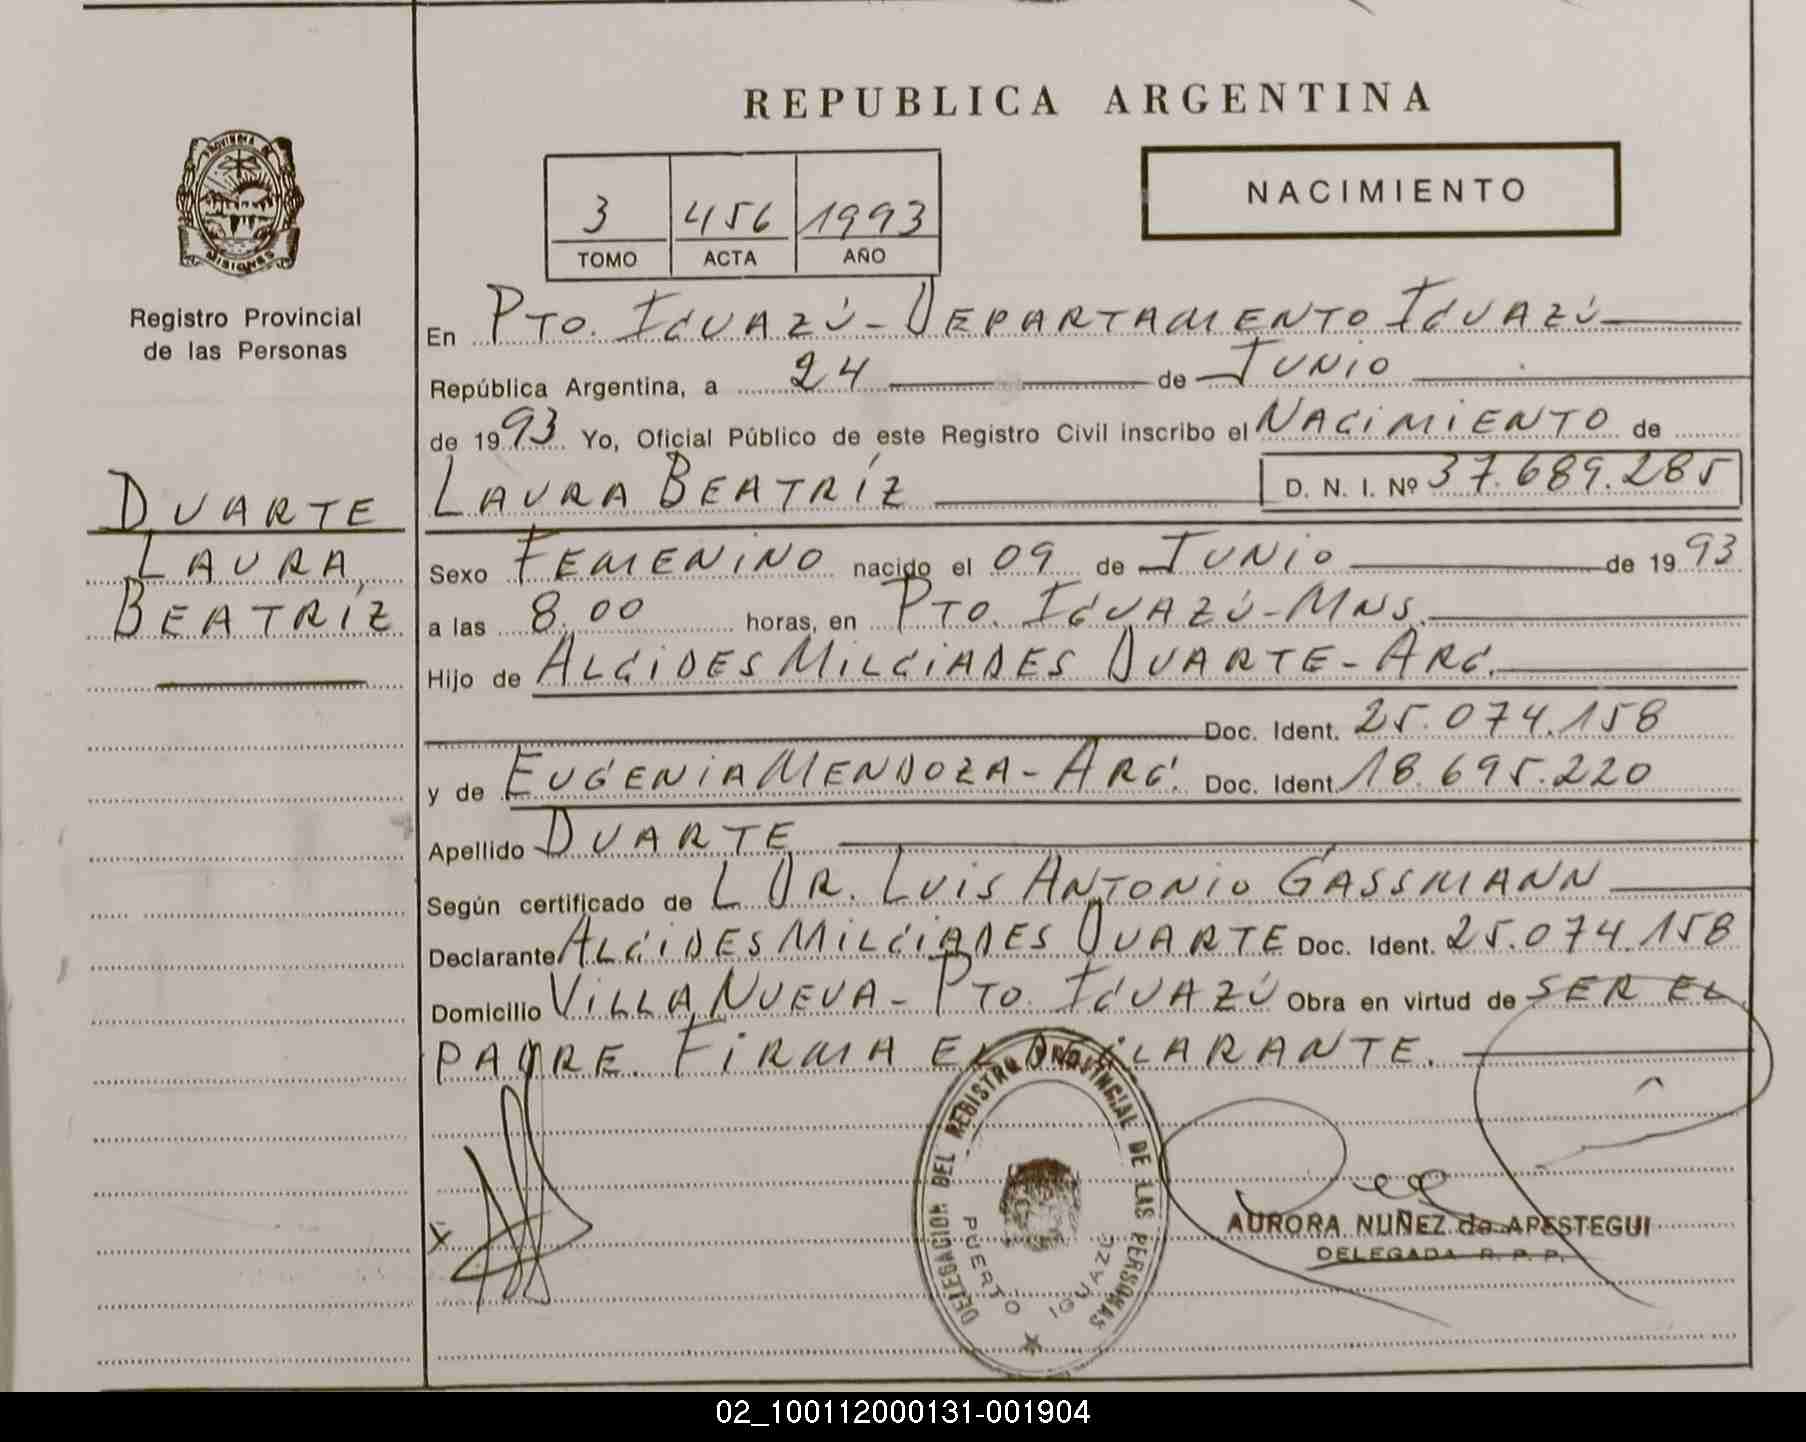 REPUBLICA ARGENTINA
PROVINCIA DE MISIONES
Registro Provincial
de las Personas
3 456 1993
TOMO ACTA AÑO
NACIMIENTO
En PTO. IGUAZÚ - DEPARTAMENTO IGUAZÚ
República Argentina, a 24 de JUNIO
de 1993 Yo, Oficial Público de este Registro Civil inscribo el NACIMIENTO de
DUARTE
LAURA BEATRÍZ
LAURA BEATRÍZ D. N. I. Nº 37.689.285
Sexo FEMENINO nacido el 09 de JUNIO de 1993
a las 8.00 horas, en PTO. IGUAZÚ - MNS.
Hijo de ALCIDES MILCIADES DUARTE - ARG.
Doc. Ident. 25.074.158
y de EUGENIA MENDOZA - ARG. Doc. Ident. 18.695.220
Apellido DUARTE
Según certificado de L DR. LUIS ANTONIO GASSMANN
Declarante ALCIDES MILCIADES DUARTE Doc. Ident. 25.074.158
Domicilio VILLA NUEVA - PTO. IGUAZÚ Obra en virtud de SER EL
PADRE. FIRMA EL DECLARANTE.
X
DELEGACION DEL REGISTRO PROVINCIAL DE LAS PERSONAS
PUERTO IGUAZU
AURORA NUÑEZ de APESTEGUI
DELEGADA R. P. P.
02_100112000131-001904